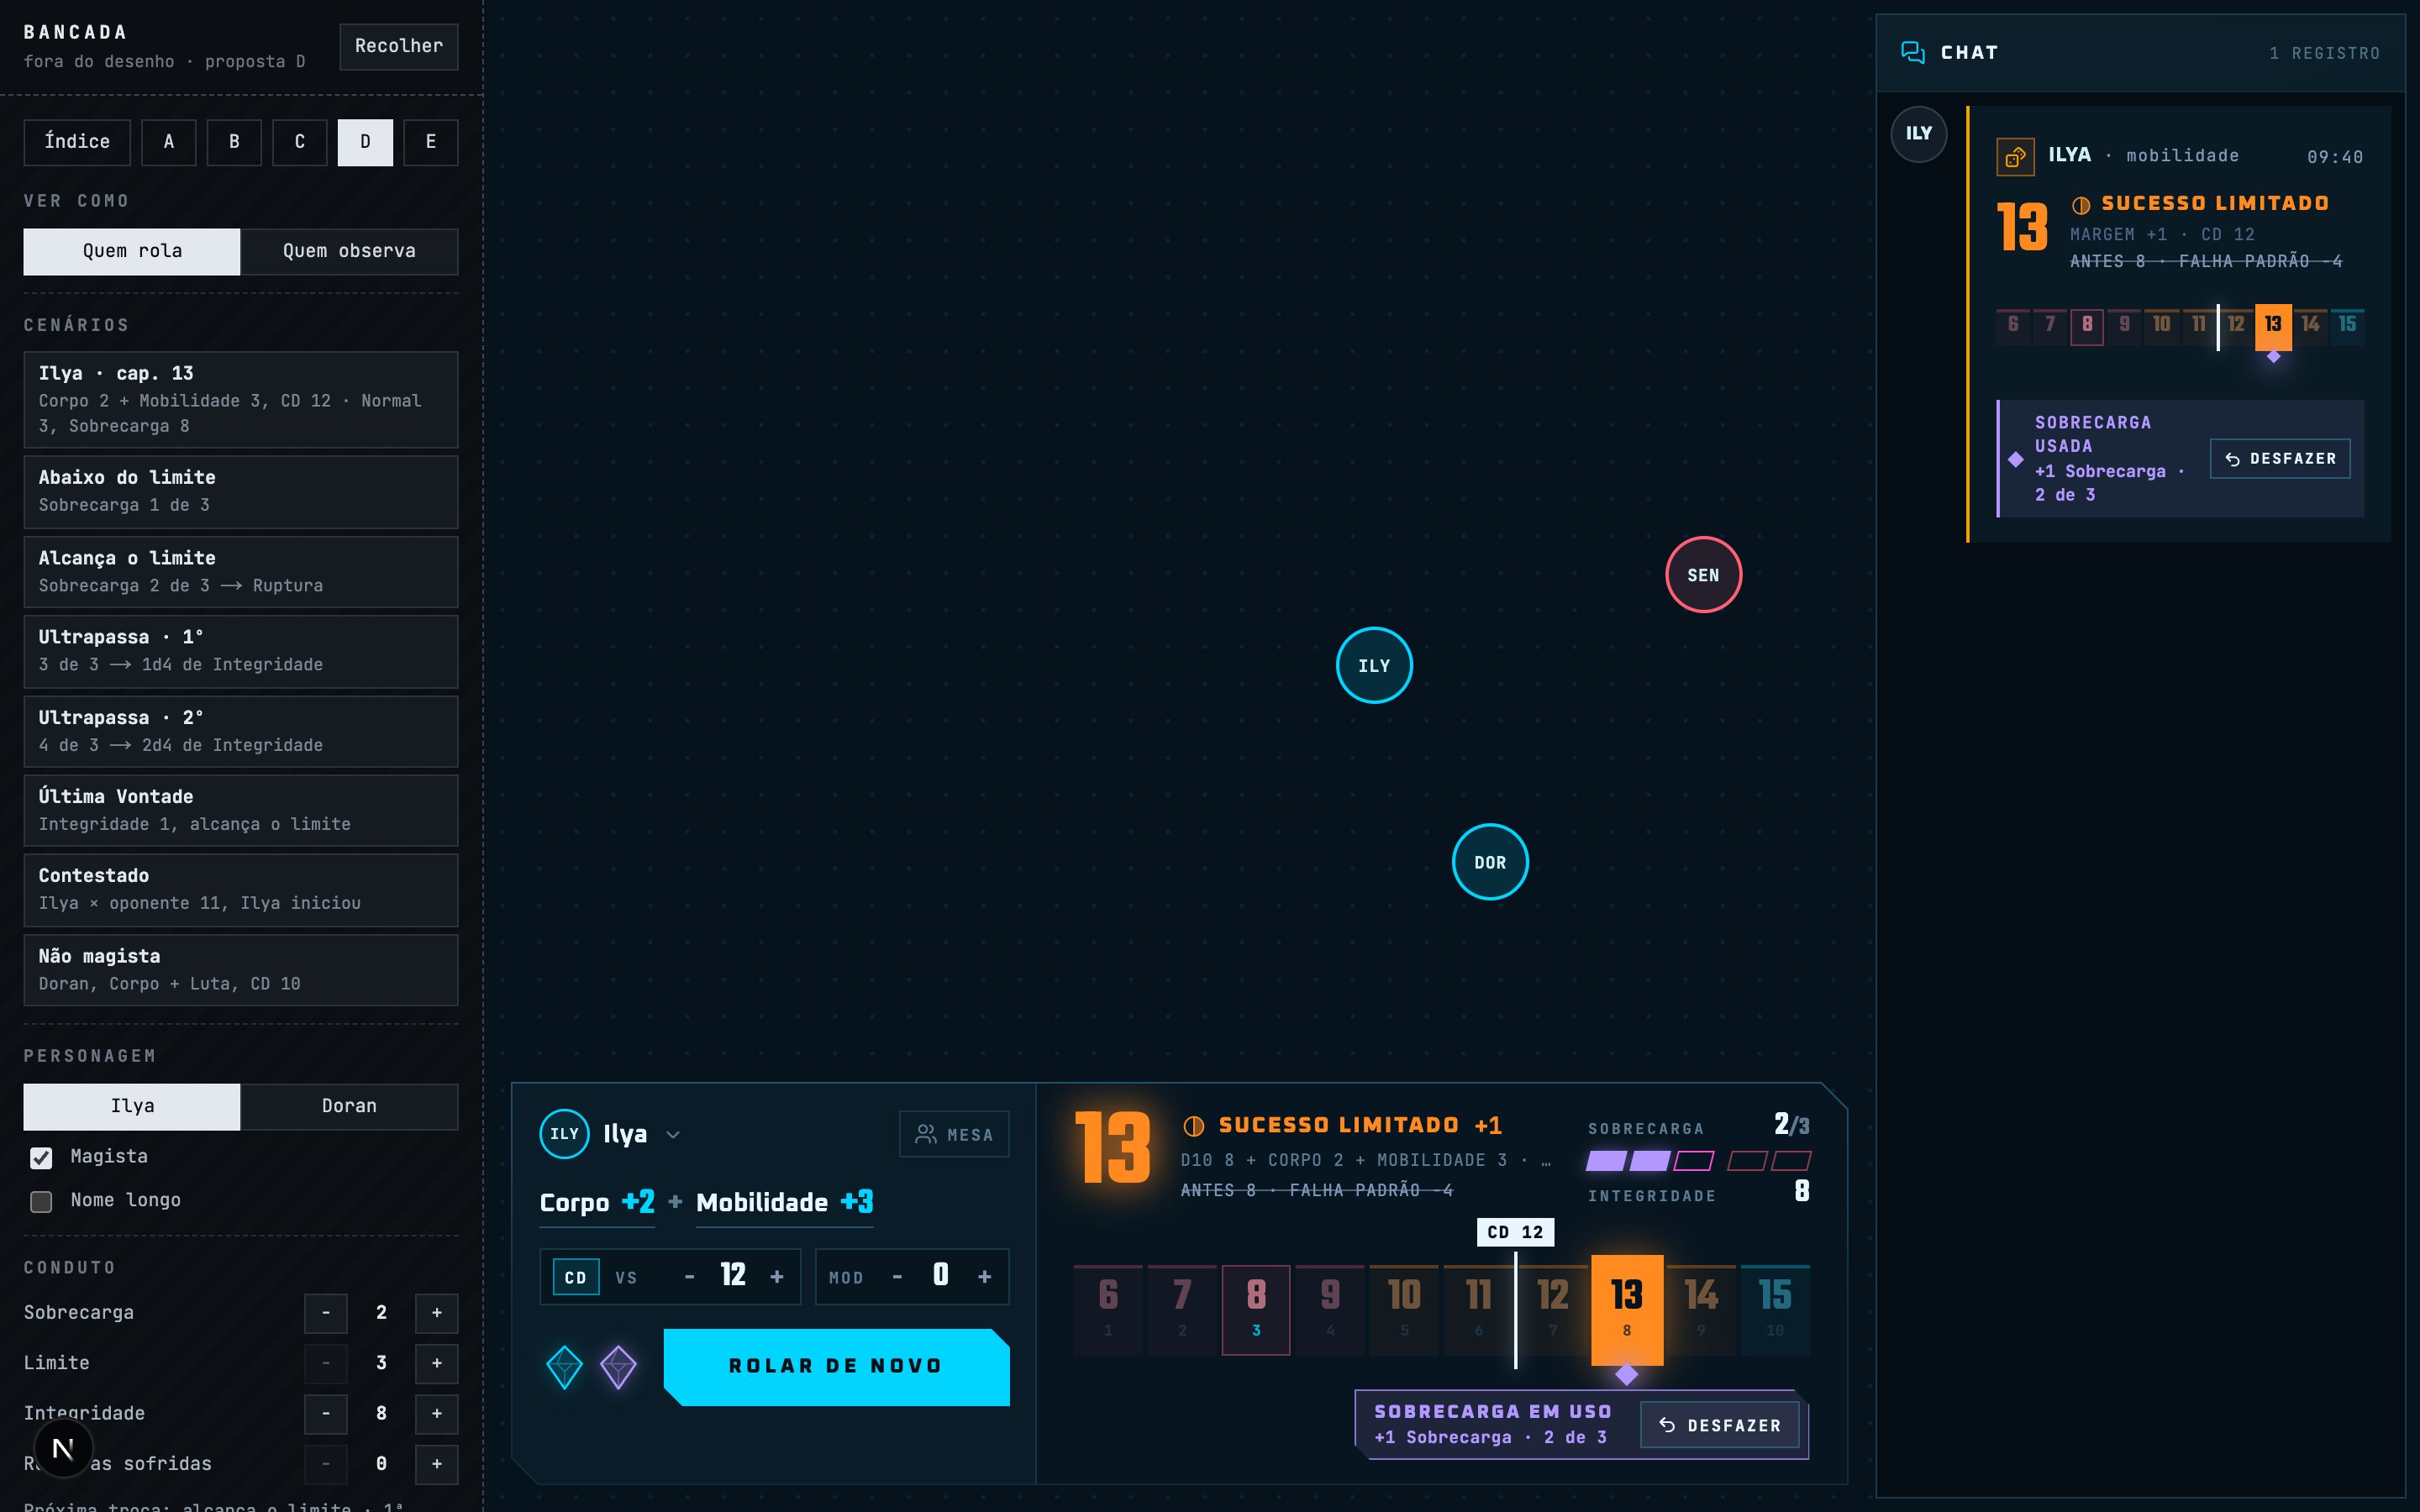 BANCADA
fora do desenho · proposta D
Recolher
Índice
A
B
C
D
E
VER COMO
Quem rola
Quem observa
CENÁRIOS
Ilya · cap. 13
Corpo 2 + Mobilidade 3, CD 12 · Normal
3, Sobrecarga 8
Abaixo do limite
Sobrecarga 1 de 3
Alcança o limite
Sobrecarga 2 de 3 → Ruptura
Ultrapassa · 1°
3 de 3 → 1d4 de Integridade
Ultrapassa · 2°
4 de 3 → 2d4 de Integridade
Última Vontade
Integridade 1, alcança o limite
Contestado
Ilya × oponente 11, Ilya iniciou
Não magista
Doran, Corpo + Luta, CD 10
PERSONAGEM
Ilya
Doran
Magista
Nome longo
CONDUTO
Sobrecarga
- 2 +
Limite
- 3 +
Integridade
- 8 +
as sofridas
- 0 +
N
Próxima troca: alcança o limite · 1ª
SEN
ILY
DOR
ILY
Ilya
MESA
Corpo +2 + Mobilidade +3
CD VS - 12 +
MOD - 0 +
ROLAR DE NOVO
13
SUCESSO LIMITADO +1
D10 8 + CORPO 2 + MOBILIDADE 3 · …
ANTES 8 · FALHA PADRÃO -4
SOBRECARGA 2/3
INTEGRIDADE 8
CD 12
6 7 8 9 10 11 12 13 14 15
1 2 3 4 5 6 7 8 9 10
SOBRECARGA EM USO
+1 Sobrecarga · 2 de 3
DESFAZER
CHAT
1 REGISTRO
ILY
ILYA · mobilidade
09:40
13
SUCESSO LIMITADO
MARGEM +1 · CD 12
ANTES 8 · FALHA PADRÃO -4
6 7 8 9 10 11 12 13 14 15
SOBRECARGA
USADA
+1 Sobrecarga ·
2 de 3
DESFAZER